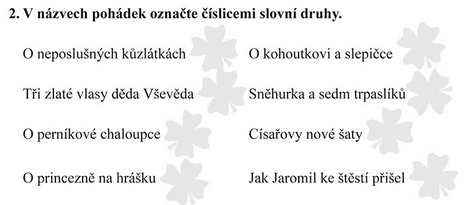 2. V názvech pohádek označte číslicemi slovní druhy.
O neposlušných kůzlátkách
O kohoutkovi a slepičce
Tři zlaté vlasy děda Vševěda
Sněhurka a sedm trpaslíků
O perníkové chaloupce
Císařovy nové šaty
O princezně na hrášku
Jak Jaromil ke štěstí přišel